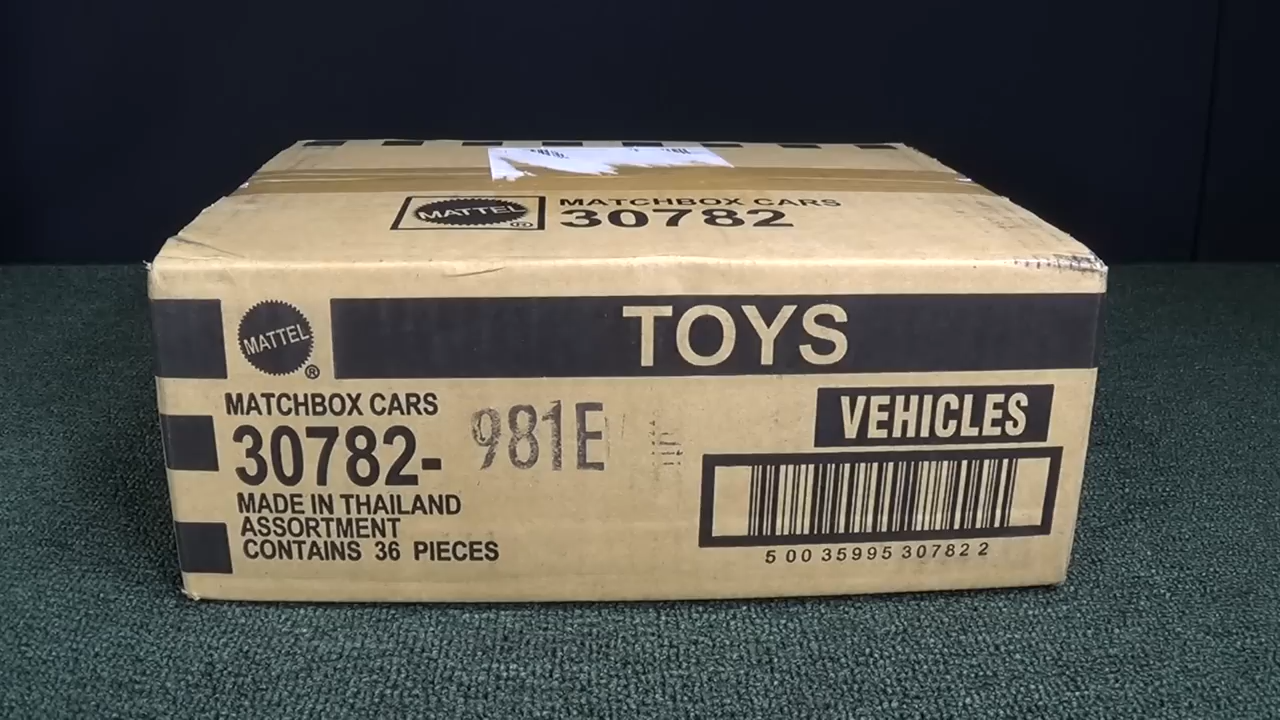 MATTEL ®
MATCHBOX CARS
30782
MATTEL ®
TOYS
MATCHBOX CARS
30782- 981E
MADE IN THAILAND
ASSORTMENT
CONTAINS 36 PIECES
VEHICLES
5 00 35995 30782 2